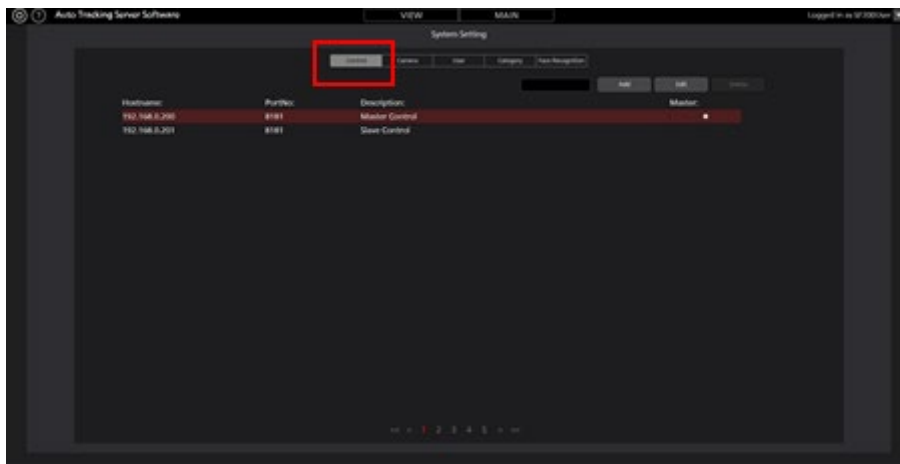 Auto Tracking Server Software VIEW MAIN
System Setting
Control Camera User Category Face Recognition
Add Edit Delete
Hostname: PortNo: Description: Master:
192.168.0.200 8181 Master Control
192.168.0.201 8181 Slave Control
<< < 1 2 3 4 5 > >>